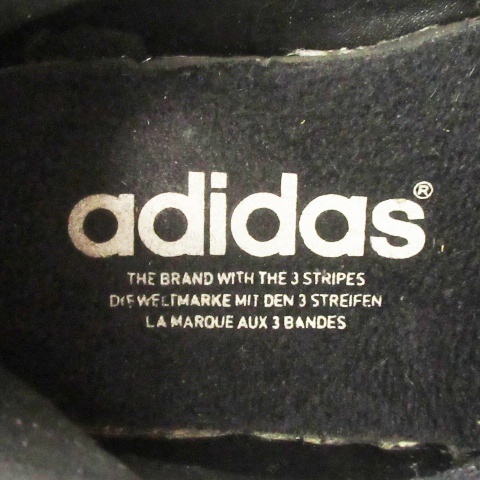 adidas®
THE BRAND WITH THE 3 STRIPES
DIE WELTMARKE MIT DEN 3 STREIFEN
LA MARQUE AUX 3 BANDES